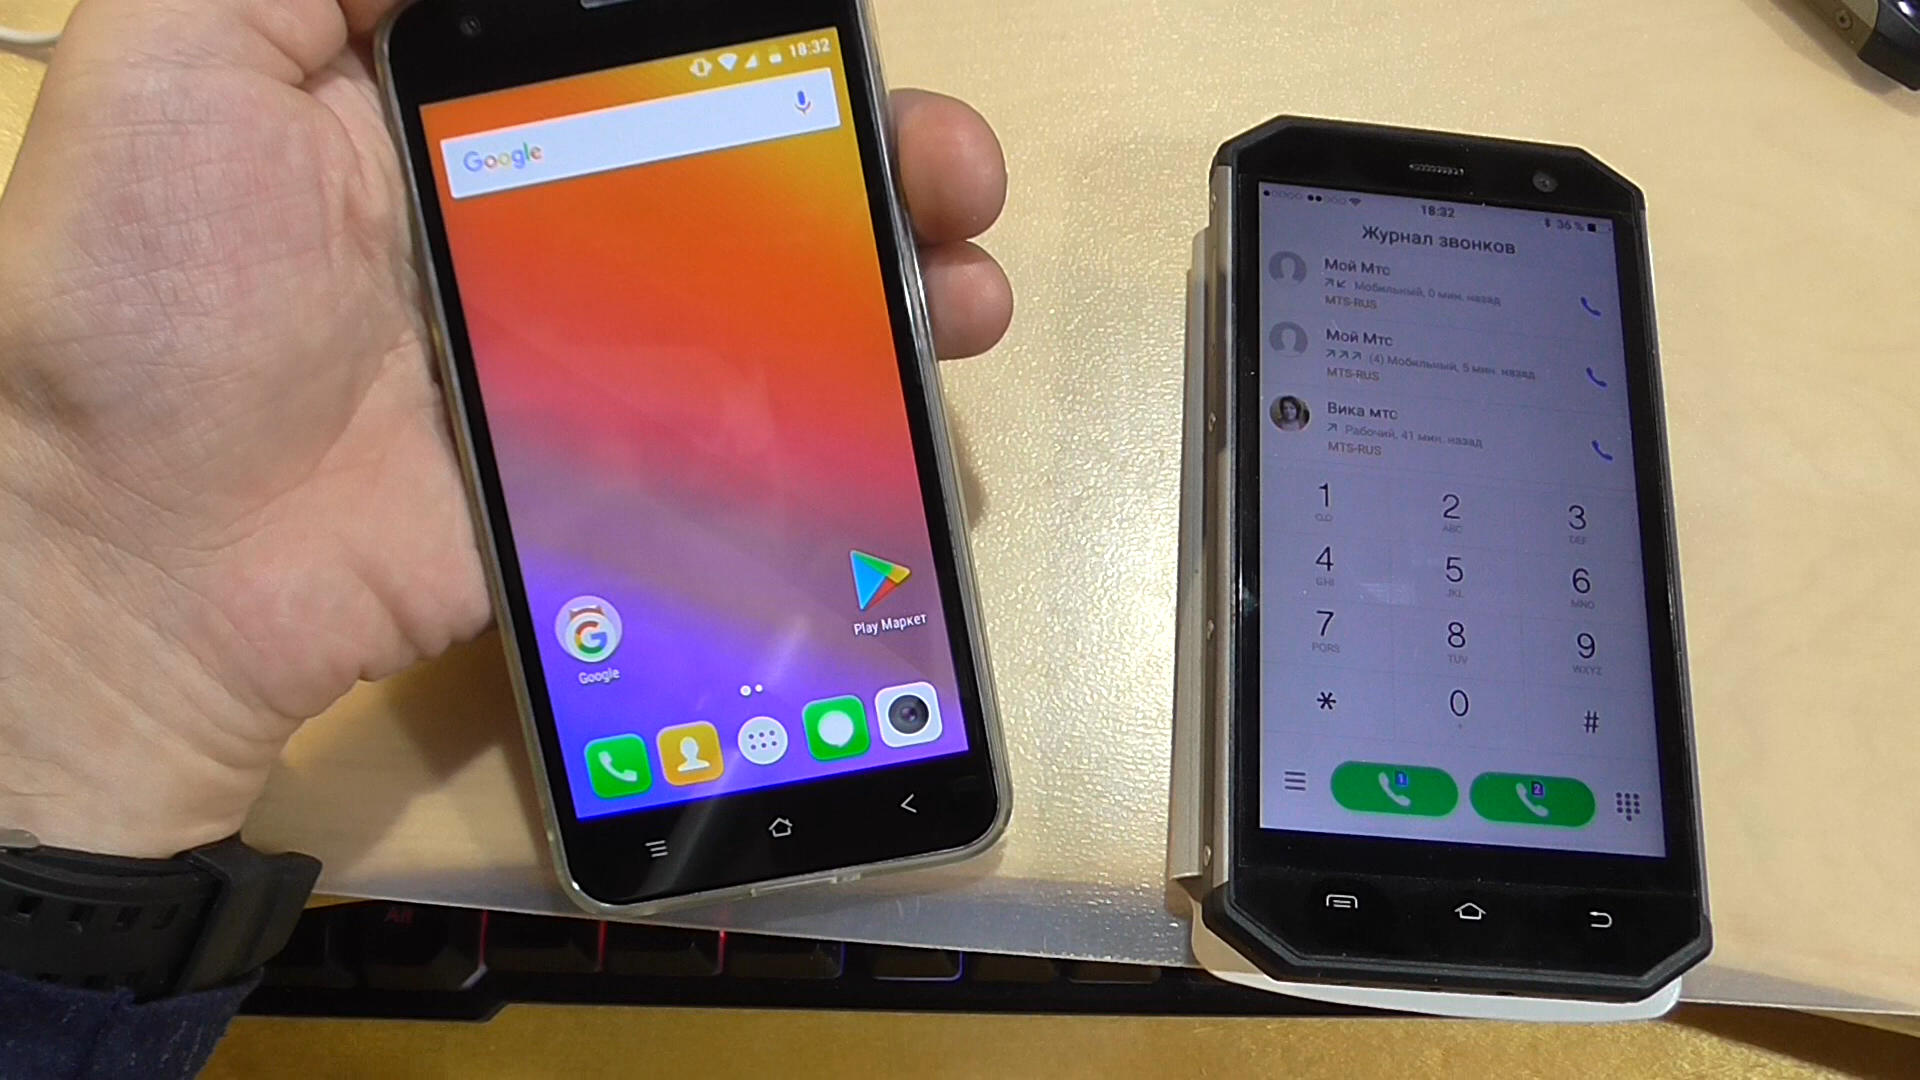 18:32
Google
Google
Play Маркет
18:32
36 %
Журнал звонков
Мой Мтс
Мобильный, 0 мин. назад
MTS-RUS
Мой Мтс
(4) Мобильный, 5 мин. назад
MTS-RUS
Вика мтс
Рабочий, 41 мин. назад
MTS-RUS
1 2 3
ABC DEF
4 5 6
GHI JKL MNO
7 8 9
PQRS TUV WXYZ
* 0 #
+
1 2
Alt